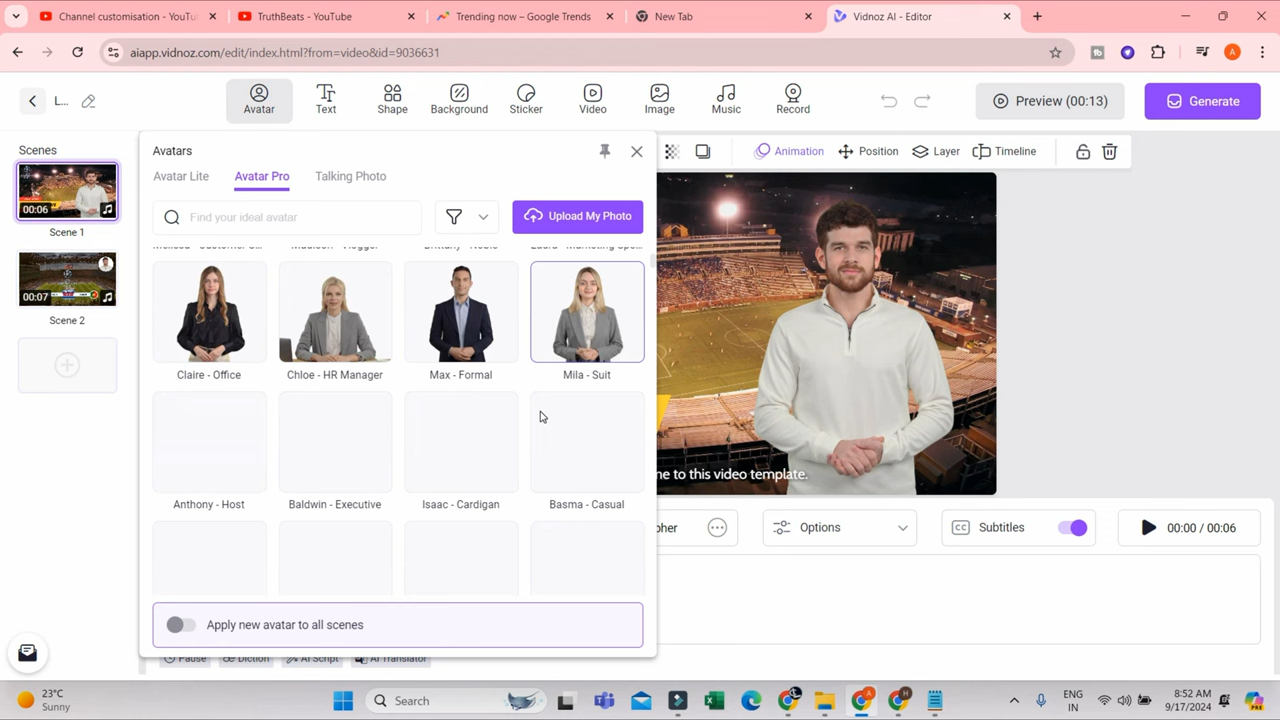 Channel customisation - YouTu
TruthBeats - YouTube
Trending now – Google Trends
New Tab
Vidnoz AI - Editor
aiapp.vidnoz.com/edit/index.html?from=video&id=9036631
A
L...
Avatar
Text
Shape
Background
Sticker
Video
Image
Music
Record
Preview (00:13)
Generate
Scenes
00:06
Scene 1
00:07
Scene 2
Avatars
Avatar Lite
Avatar Pro
Talking Photo
Find your ideal avatar
Upload My Photo
Claire - Office
Chloe - HR Manager
Max - Formal
Mila - Suit
Anthony - Host
Baldwin - Executive
Isaac - Cardigan
Basma - Casual
Apply new avatar to all scenes
Animation
Position
Layer
Timeline
me to this video template.
pher
Options
CC
Subtitles
00:00 / 00:06
Pause
Diction
AI Script
AI Translator
23°C
Sunny
Search
ENG
IN
8:52 AM
9/17/2024